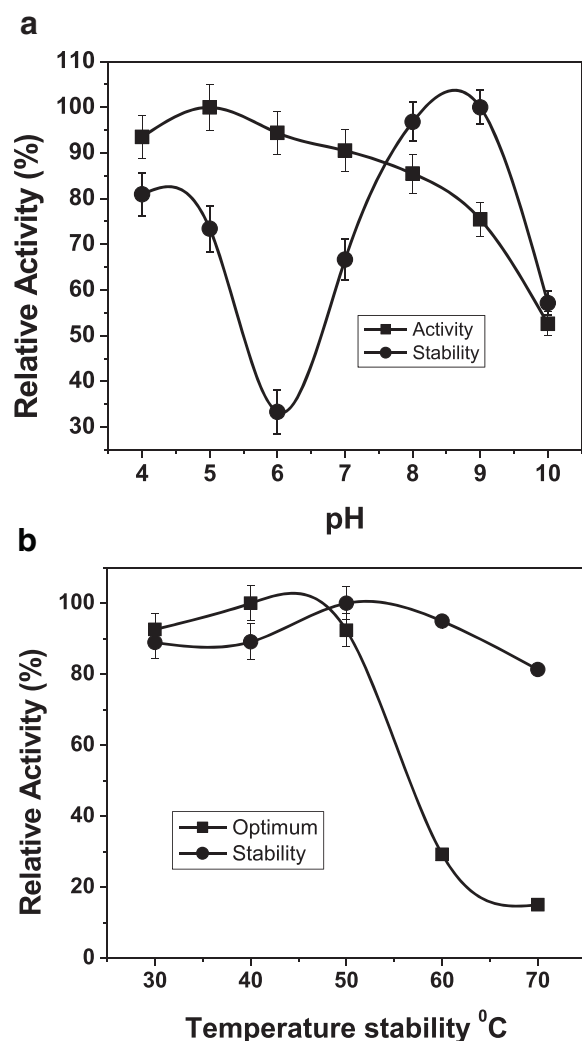 a
110
100
90
80
70
60
50
40
30
Relative Activity (%)
Activity
Stability
4 5 6 7 8 9 10
pH
b
100
80
60
40
20
0
Relative Activity (%)
Optimum
Stability
30 40 50 60 70
Temperature stability ⁰C